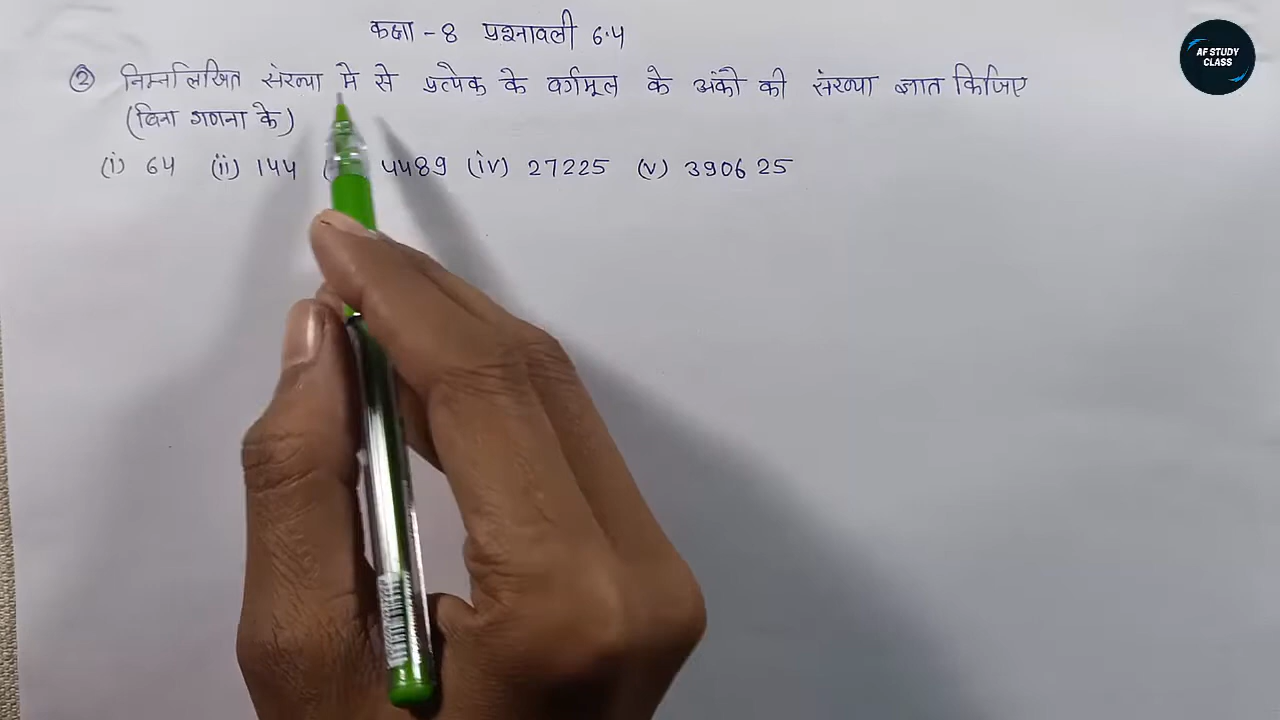 कक्षा - 8 प्रश्नावली 6.4
AF STUDY
CLASS
② निम्नलिखित संख्या मे से प्रत्येक के वर्गमूल के अंको की संख्या ज्ञात किजिए
(बिना गणना के)
(i) 64 (ii) 144 ( 4489 (iv) 27225 (v) 390625